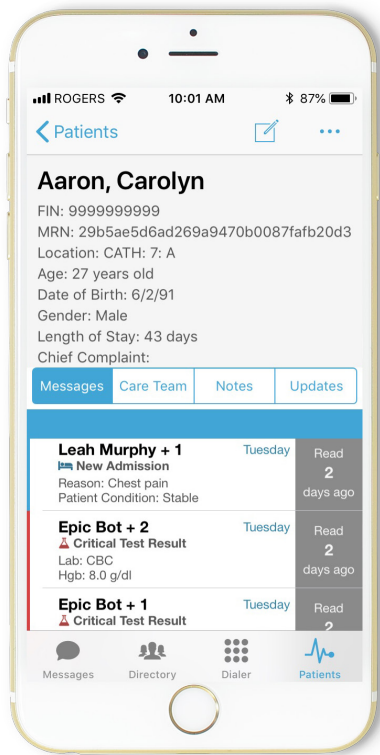 ROGERS 10:01 AM 87%
Patients
Aaron, Carolyn
FIN: 9999999999
MRN: 29b5ae5d6ad269a9470b0087fafb20d3
Location: CATH: 7: A
Age: 27 years old
Date of Birth: 6/2/91
Gender: Male
Length of Stay: 43 days
Chief Complaint:
Messages Care Team Notes Updates
Leah Murphy + 1 Tuesday Read
New Admission 2
Reason: Chest pain days ago
Patient Condition: Stable
Epic Bot + 2 Tuesday Read
Critical Test Result 2
Lab: CBC days ago
Hgb: 8.0 g/dl
Epic Bot + 1 Tuesday Read
Critical Test Result 2
Messages Directory Dialer Patients